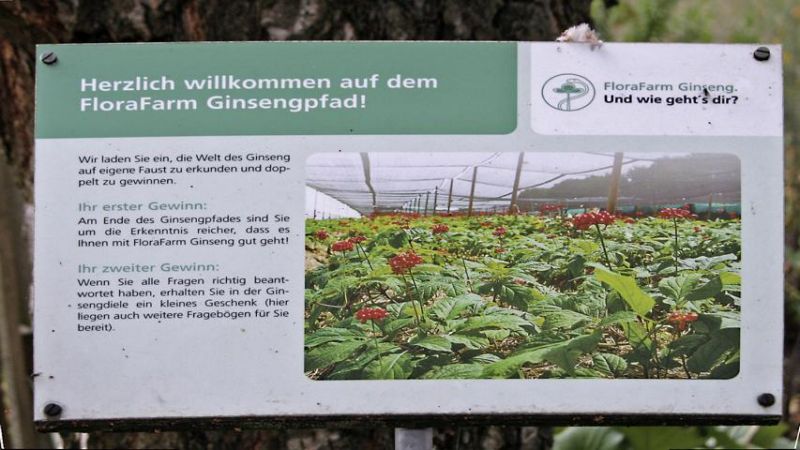 Herzlich willkommen auf dem
FloraFarm Ginsengpfad!
FloraFarm Ginseng.
Und wie geht's dir?
Wir laden Sie ein, die Welt des Ginseng
auf eigene Faust zu erkunden und dop-
pelt zu gewinnen.
Ihr erster Gewinn:
Am Ende des Ginsengpfades sind Sie
um die Erkenntnis reicher, dass es
Ihnen mit FloraFarm Ginseng gut geht!
Ihr zweiter Gewinn:
Wenn Sie alle Fragen richtig beant-
wortet haben, erhalten Sie in der Gin-
sengdiele ein kleines Geschenk (hier
liegen auch weitere Fragebögen für Sie
bereit).